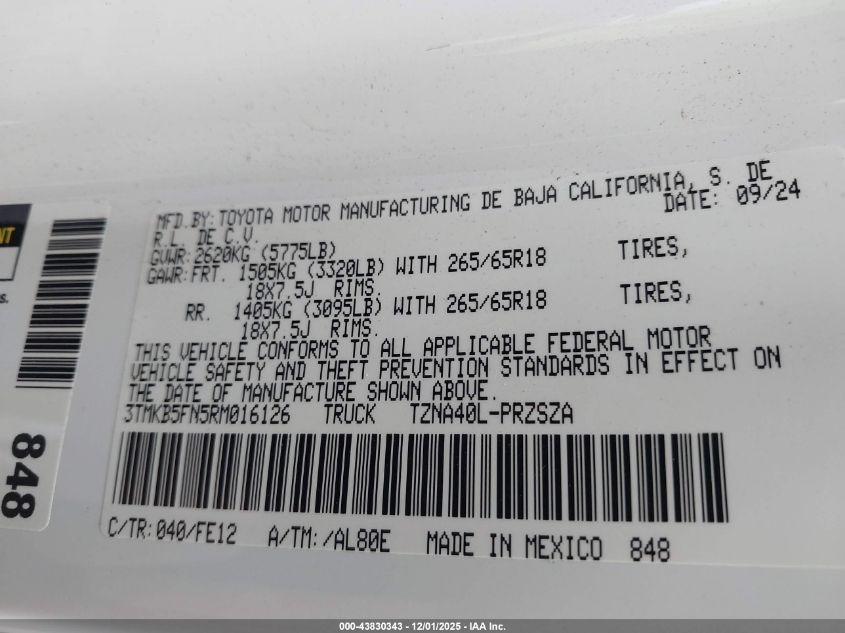 MFD.BY: TOYOTA MOTOR MANUFACTURING DE BAJA CALIFORNIA, S. DE
R.L. DE C.V. DATE: 09/24
GVWR: 2620KG (5775LB)
GAWR: FRT. 1505KG (3320LB) WITH 265/65R18 TIRES,
18X7.5J RIMS.
RR. 1405KG (3095LB) WITH 265/65R18 TIRES,
18X7.5J RIMS.
THIS VEHICLE CONFORMS TO ALL APPLICABLE FEDERAL MOTOR
VEHICLE SAFETY AND THEFT PREVENTION STANDARDS IN EFFECT ON
THE DATE OF MANUFACTURE SHOWN ABOVE.
3TMKB5FN5RM016126 TRUCK TZNA40L-PRZSZA
C/TR: 040/FE12 A/TM: /AL80E MADE IN MEXICO 848
848
000-43830343 - 12/01/2025 - IAA Inc.